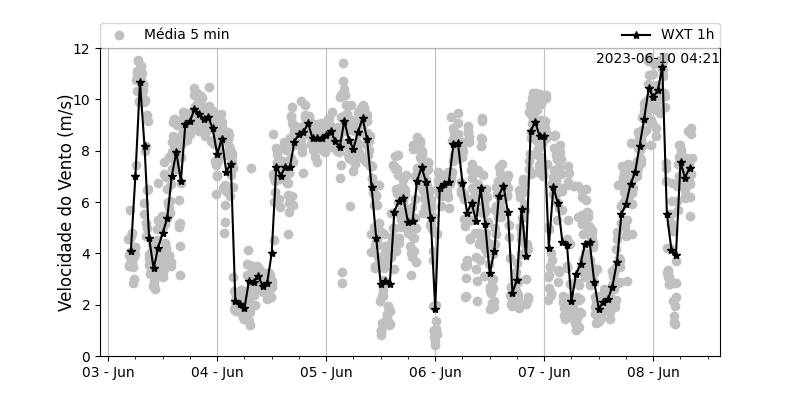 Média 5 min
WXT 1h
2023-06-10 04:21
Velocidade do Vento (m/s)
12
10
8
6
4
2
0
03 - Jun
04 - Jun
05 - Jun
06 - Jun
07 - Jun
08 - Jun